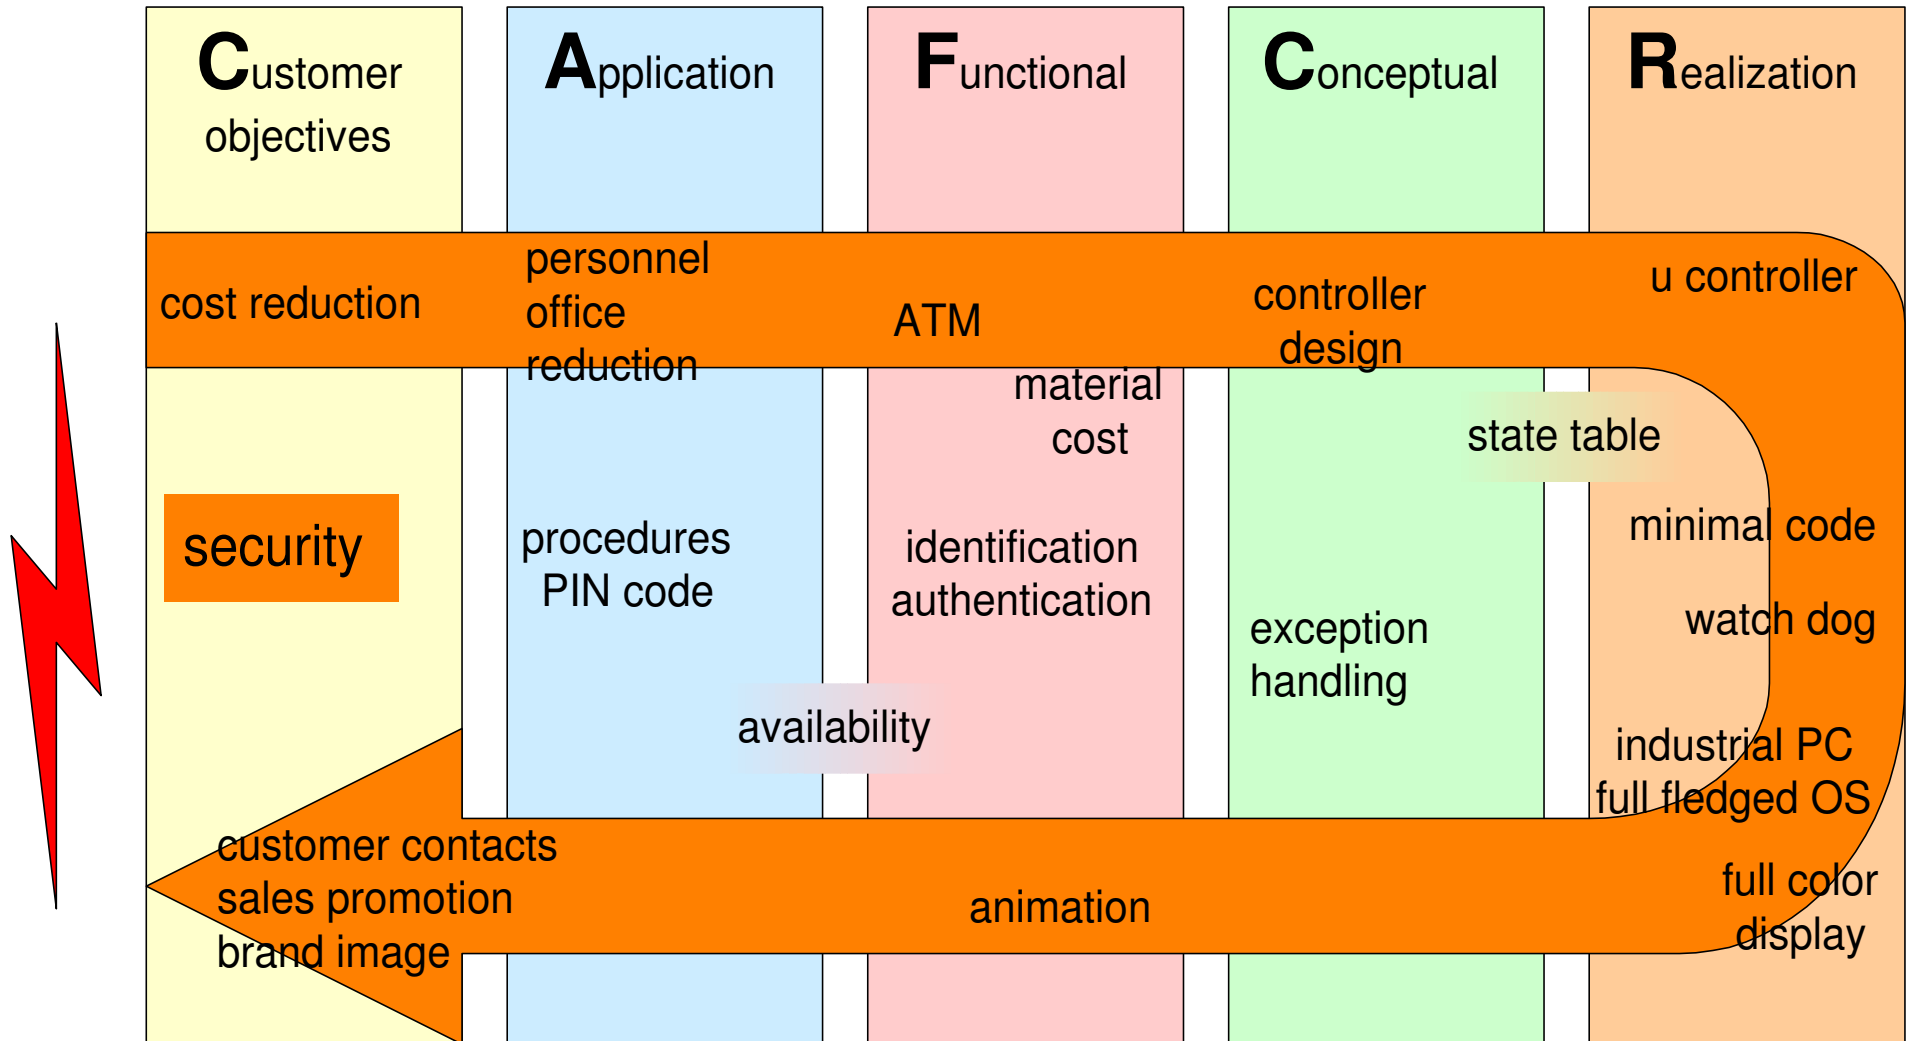 Customer
objectives
Application
Functional
Conceptual
Realization
cost reduction
personnel
office
reduction
ATM
controller
design
u controller
material
cost
state table
security
procedures
PIN code
identification
authentication
minimal code
exception
handling
watch dog
availability
industrial PC
full fledged OS
customer contacts
sales promotion
brand image
animation
full color
display